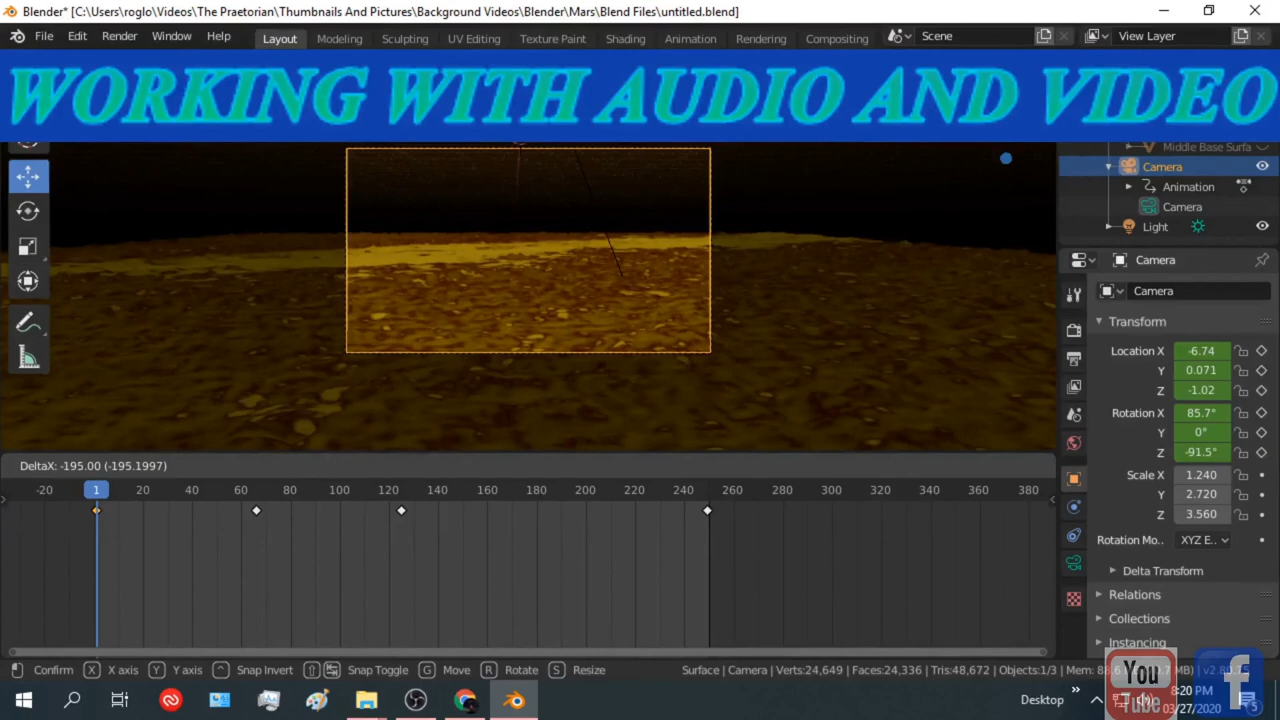 Blender* [C:\Users\roglo\Videos\The Praetorian\Thumbnails And Pictures\Background Videos\Blender\Mars\Blend Files\untitled.blend]
File Edit Render Window Help Layout Modeling Sculpting UV Editing Texture Paint Shading Animation Rendering Compositing Scene View Layer
WORKING WITH AUDIO AND VIDEO
Middle Base Surfa
Camera
Animation
Camera
Light
Camera
Camera
Transform
Location X -6.74
Y 0.071
Z -1.02
Rotation X 85.7°
Y 0°
Z -91.5°
Scale X 1.240
Y 2.720
Z 3.560
Rotation Mo.. XYZ E..
Delta Transform
Relations
Collections
Instancing
DeltaX: -195.00 (-195.1997)
-20 1 20 40 60 80 100 120 140 160 180 200 220 240 260 280 300 320 340 360 380
Confirm X X axis Y Y axis ^ Snap Invert Snap Toggle G Move R Rotate S Resize Surface | Camera | Verts:24,649 | Faces:24,336 | Tris:48,672 | Objects:1/3 | Mem: 88.6 MB) | v2.80.75
You
Tube
f
Desktop
8:20 PM
03/27/2020
5